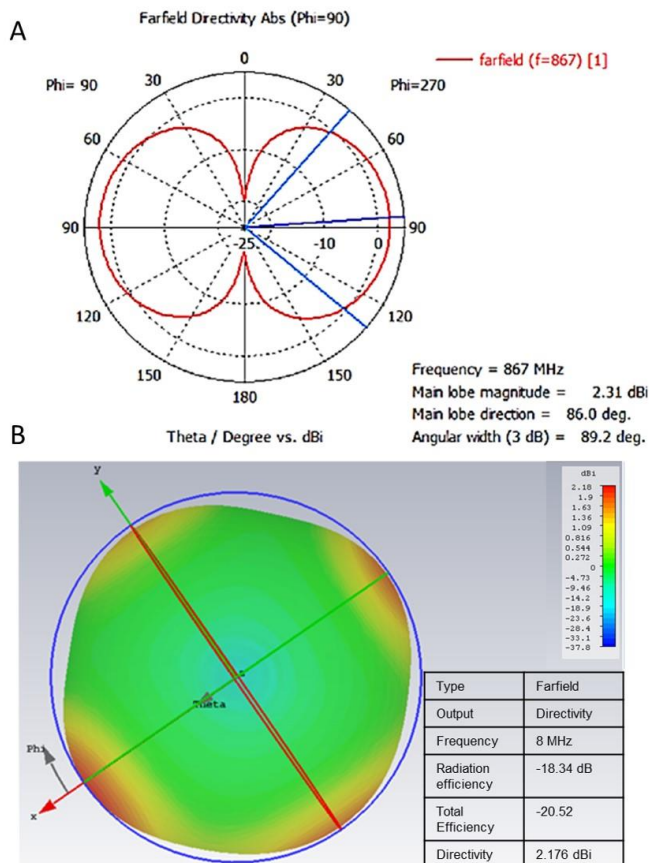 A
Farfield Directivity Abs (Phi=90)
farfield (f=867) [1]
Phi= 90
30
0
30
Phi=270
60
60
90
-25
-10
0
90
120
120
150
180
150
Frequency = 867 MHz
Main lobe magnitude = 2.31 dBi
Main lobe direction = 86.0 deg.
Angular width (3 dB) = 89.2 deg.
Theta / Degree vs. dBi
B
y
Theta
Phi
x
dBi
2.18
1.9
1.63
1.36
1.09
0.816
0.544
0.272
0
-4.73
-9.46
-14.2
-18.9
-23.6
-28.4
-33.1
-37.8
Type Farfield
Output Directivity
Frequency 8 MHz
Radiation efficiency -18.34 dB
Total Efficiency -20.52
Directivity 2.176 dBi